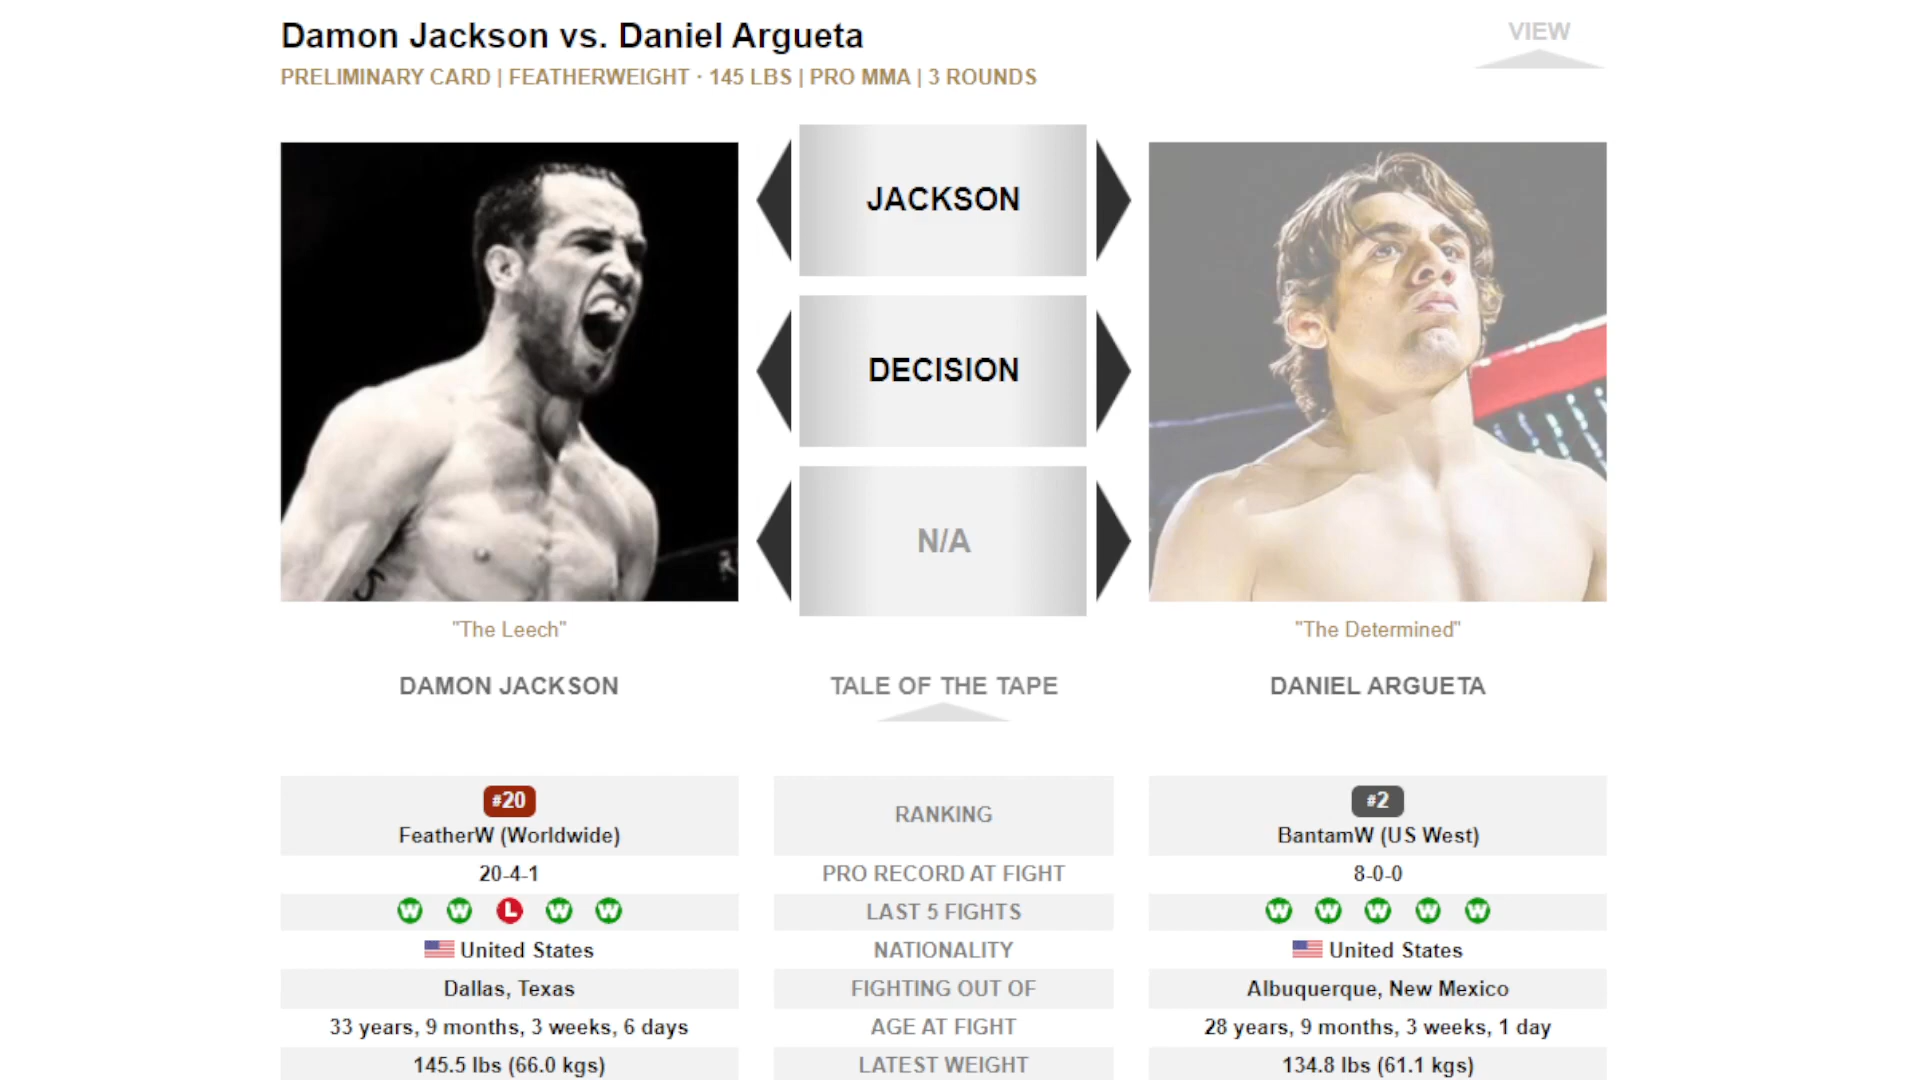 Damon Jackson vs. Daniel Argueta
VIEW
PRELIMINARY CARD | FEATHERWEIGHT · 145 LBS | PRO MMA | 3 ROUNDS
JACKSON
DECISION
N/A
"The Leech"
"The Determined"
DAMON JACKSON
TALE OF THE TAPE
DANIEL ARGUETA
#20
#2
FeatherW (Worldwide)
RANKING
BantamW (US West)
20-4-1
PRO RECORD AT FIGHT
8-0-0
W W L W W
LAST 5 FIGHTS
W W W W W
United States
NATIONALITY
United States
Dallas, Texas
FIGHTING OUT OF
Albuquerque, New Mexico
33 years, 9 months, 3 weeks, 6 days
AGE AT FIGHT
28 years, 9 months, 3 weeks, 1 day
145.5 lbs (66.0 kgs)
LATEST WEIGHT
134.8 lbs (61.1 kgs)